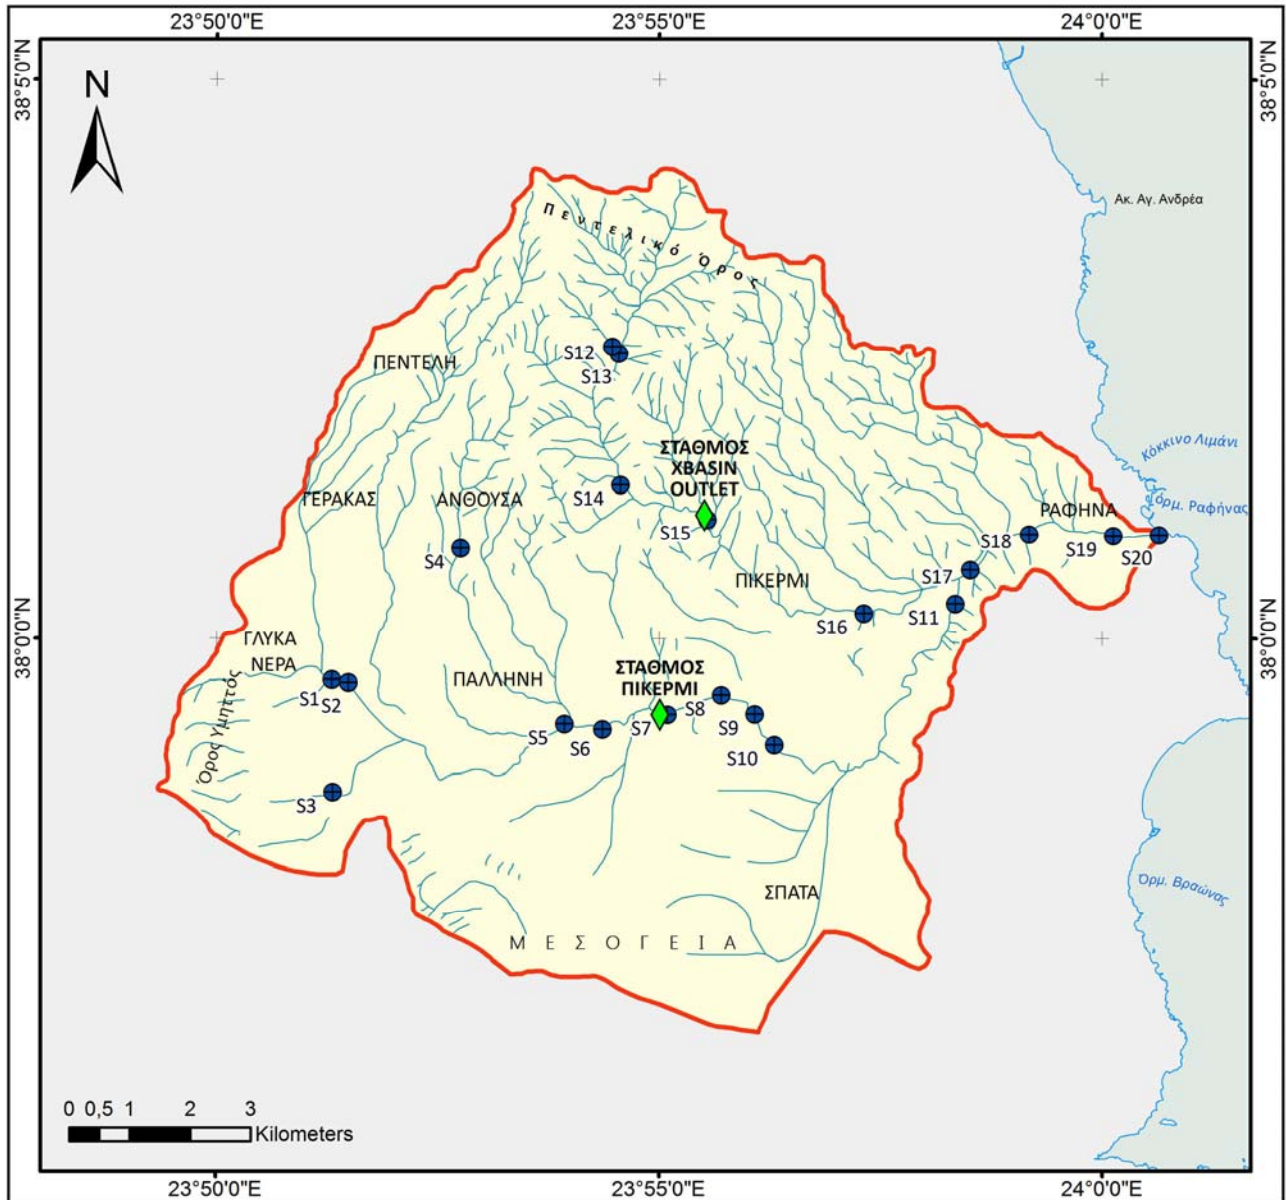 23°50'0"E
23°55'0"E
24°0'0"E
38°5'0"N
38°5'0"N
N
Ακ. Αγ. Ανδρέα
Πεντελικό Όρος
S12
ΠΕΝΤΕΛΗ
S13
Κόκκινο Λιμάνι
ΣΤΑΘΜΟΣ
XBASIN
OUTLET
ΓΕΡΑΚΑΣ
ΑΝΘΟΥΣΑ
S14
ΡΑΦΗΝΑ
όρμ. Ραφήνας
S15
S18
S19
S20
S4
ΠΙΚΕΡΜΙ
S17
S16
S11
38°0'0"N
38°0'0"N
ΓΛΥΚΑ
ΝΕΡΑ
ΣΤΑΘΜΟΣ
ΠΙΚΕΡΜΙ
ΠΑΛΛΗΝΗ
S1
S2
Όρος Υμηττός
S5
S6
S7
S8
S9
S10
S3
ΣΠΑΤΑ
Όρμ. Βραώνας
ΜΕΣΟΓΕΙΑ
0 0,5 1 2 3
Kilometers
23°50'0"E
23°55'0"E
24°0'0"E